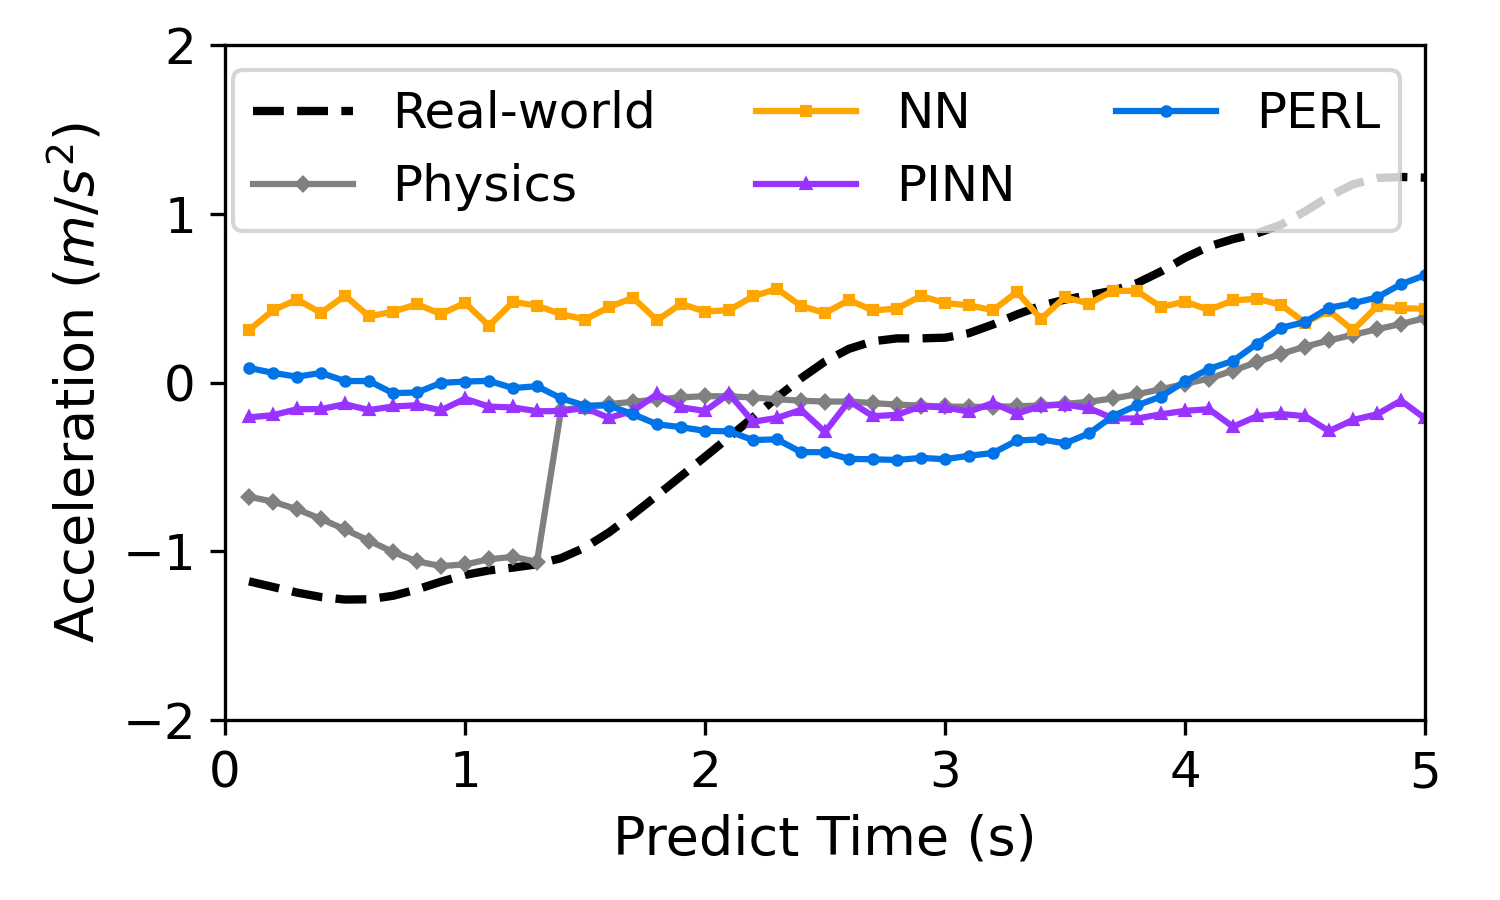 2
1
0
−1
−2
Acceleration (m/s²)
Real-world
Physics
NN
PINN
PERL
0 1 2 3 4 5
Predict Time (s)